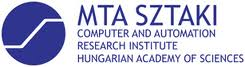 MTA SZTAKI
COMPUTER AND AUTOMATION
RESEARCH INSTITUTE
HUNGARIAN ACADEMY OF SCIENCES